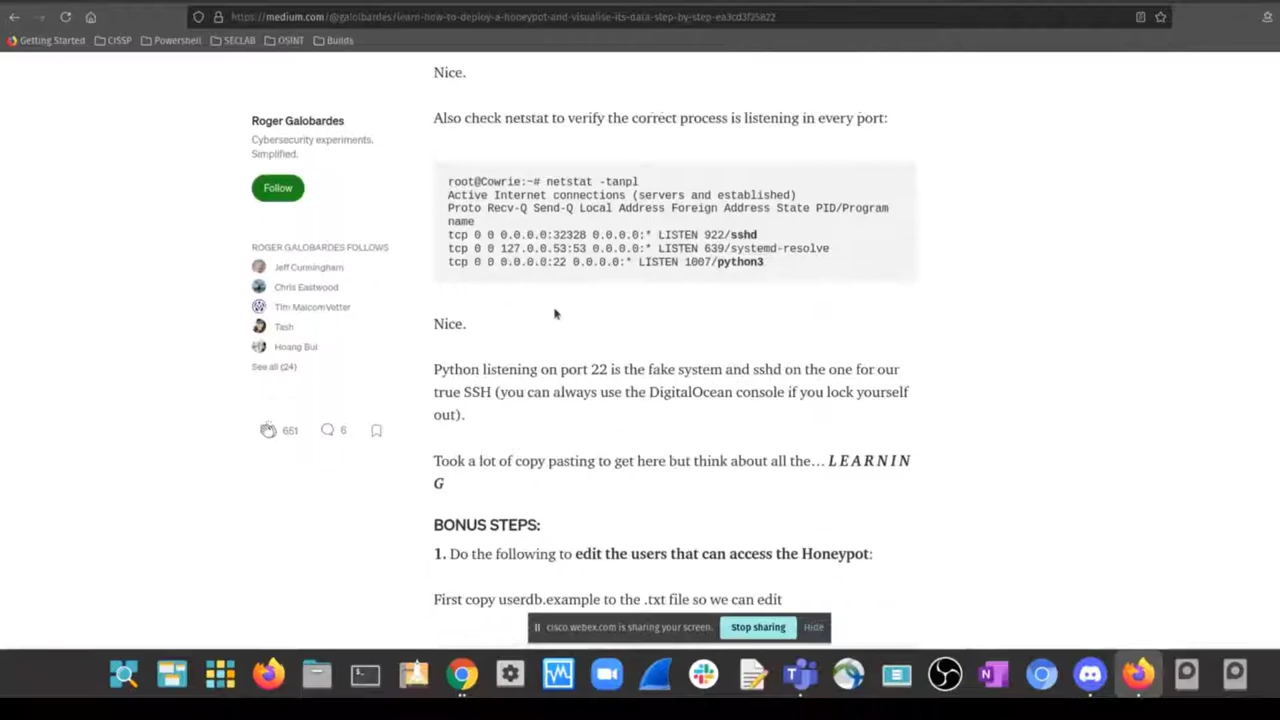 https://medium.com/@galolbardes/learn-how-to-deploy-a-honeypot-and-visualise-its-data-step-by-step-ea3cd3f25822
Getting Started CISSP Powershell SECLAB OSINT Builds
Nice.
Roger Galobardes
Cybersecurity experiments.
Simplified.
Follow
ROGER GALOBARDES FOLLOWS
Jeff Cunningham
Chris Eastwood
Tim MalcomVetter
Tash
Hoang Bui
See all (24)
651 6
Also check netstat to verify the correct process is listening in every port:
root@Cowrie:~# netstat -tanpl
Active Internet connections (servers and established)
Proto Recv-Q Send-Q Local Address Foreign Address State PID/Program
name
tcp 0 0 0.0.0.0:32328 0.0.0.0:* LISTEN 922/sshd
tcp 0 0 127.0.0.53:53 0.0.0.0:* LISTEN 639/systemd-resolve
tcp 0 0 0.0.0.0:22 0.0.0.0:* LISTEN 1007/python3
Nice.
Python listening on port 22 is the fake system and sshd on the one for our
true SSH (you can always use the DigitalOcean console if you lock yourself
out).
Took a lot of copy pasting to get here but think about all the… L E A R N I N
G
BONUS STEPS:
1. Do the following to edit the users that can access the Honeypot:
First copy userdb.example to the .txt file so we can edit
cisco.webex.com is sharing your screen. Stop sharing Hide